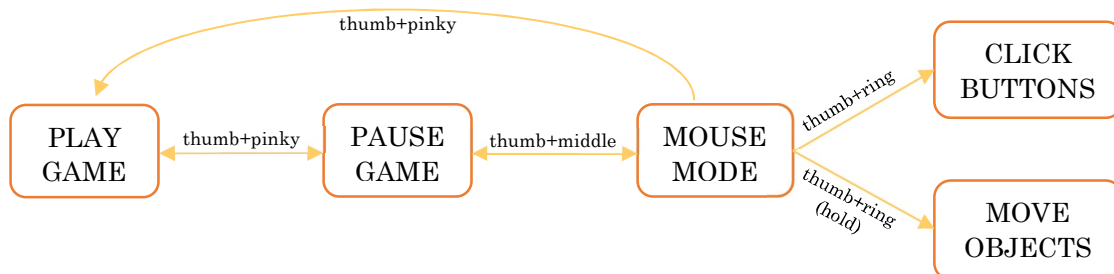 thumb+pinky
PLAY
GAME
thumb+pinky
PAUSE
GAME
thumb+middle
MOUSE
MODE
thumb+ring
CLICK
BUTTONS
thumb+ring
(hold)
MOVE
OBJECTS